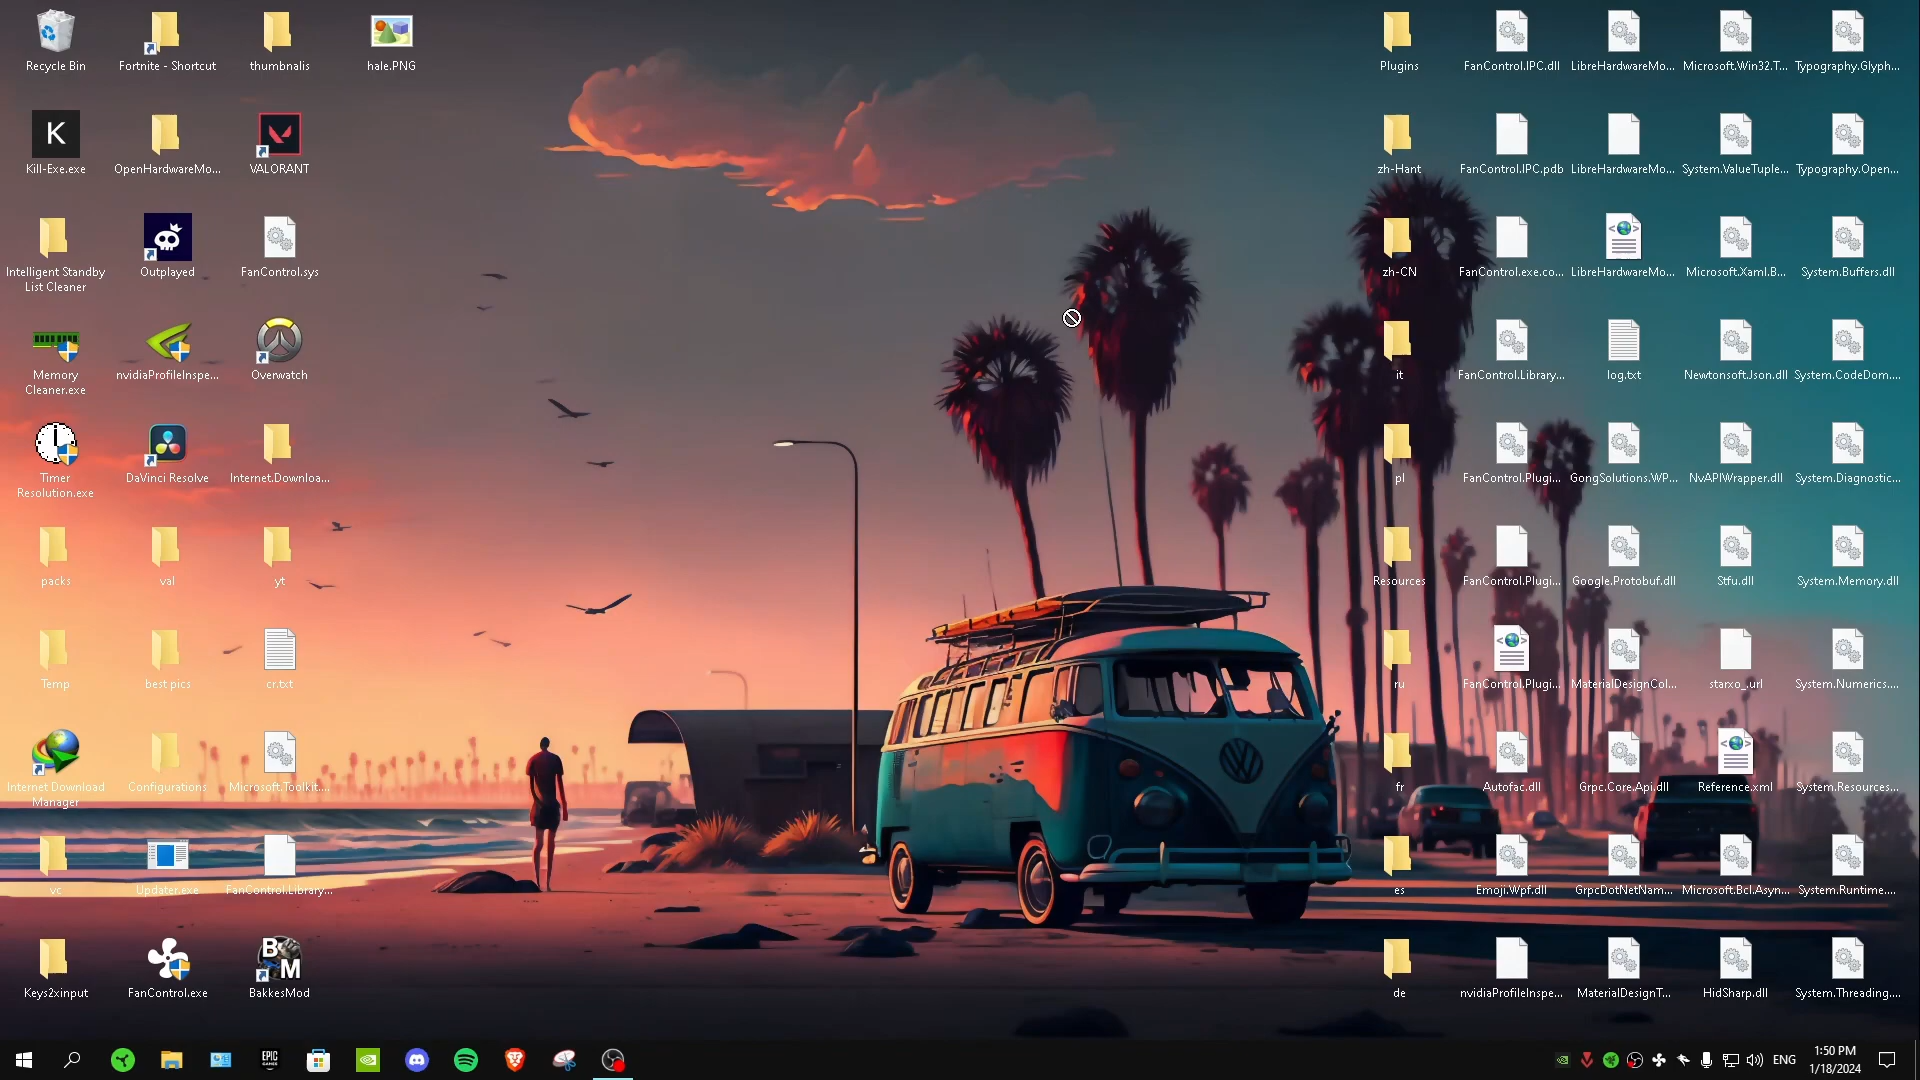 Recycle Bin
Fortnite - Shortcut
thumbnalis
hale.PNG
Plugins
FanControl.IPC.dll
LibreHardwareMo...
Microsoft.Win32.T...
Typography.Glyph...
K
Kill-Exe.exe
OpenHardwareMo...
VALORANT
zh-Hant
FanControl.IPC.pdb
LibreHardwareMo...
System.ValueTuple...
Typography.Open...
Intelligent Standby
List Cleaner
Outplayed
FanControl.sys
zh-CN
FanControl.exe.co...
LibreHardwareMo...
Microsoft.Xaml.B...
System.Buffers.dll
Memory
Cleaner.exe
nvidiaProfileInspe...
Overwatch
it
FanControl.Library...
log.txt
Newtonsoft.Json.dll
System.CodeDom....
Timer
Resolution.exe
DaVinci Resolve
Internet.Downloa...
pl
FanControl.Plugi...
GongSolutions.WP...
NvAPIWrapper.dll
System.Diagnostic...
packs
val
yt
Resources
FanControl.Plugi...
Google.Protobuf.dll
Stfu.dll
System.Memory.dll
Temp
best pics
cr.txt
ru
FanControl.Plugi...
MaterialDesignCol...
starxo_.url
System.Numerics....
Internet Download
Manager
Configurations
Microsoft.Toolkit....
fr
Autofac.dll
Grpc.Core.Api.dll
Reference.xml
System.Resources...
vc
Updater.exe
FanControl.Library...
es
Emoji.Wpf.dll
GrpcDotNetNam...
Microsoft.Bcl.Asyn...
System.Runtime....
Keys2xinput
FanControl.exe
B
M
BakkesMod
de
nvidiaProfileInspe...
MaterialDesignT...
HidSharp.dll
System.Threading....
EPIC
GAMES
ENG
1:50 PM
1/18/2024